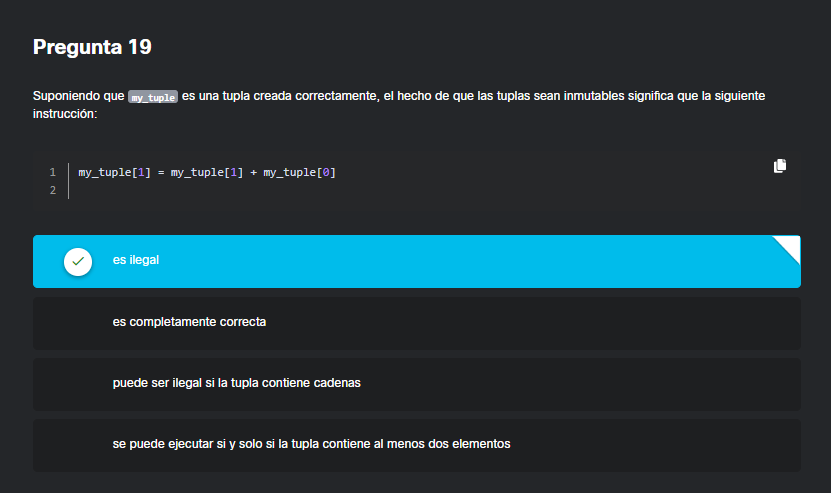 Pregunta 19
Suponiendo que my_tuple es una tupla creada correctamente, el hecho de que las tuplas sean inmutables significa que la siguiente
instrucción:
1 my_tuple[1] = my_tuple[1] + my_tuple[0]
2
es ilegal
es completamente correcta
puede ser ilegal si la tupla contiene cadenas
se puede ejecutar si y solo si la tupla contiene al menos dos elementos